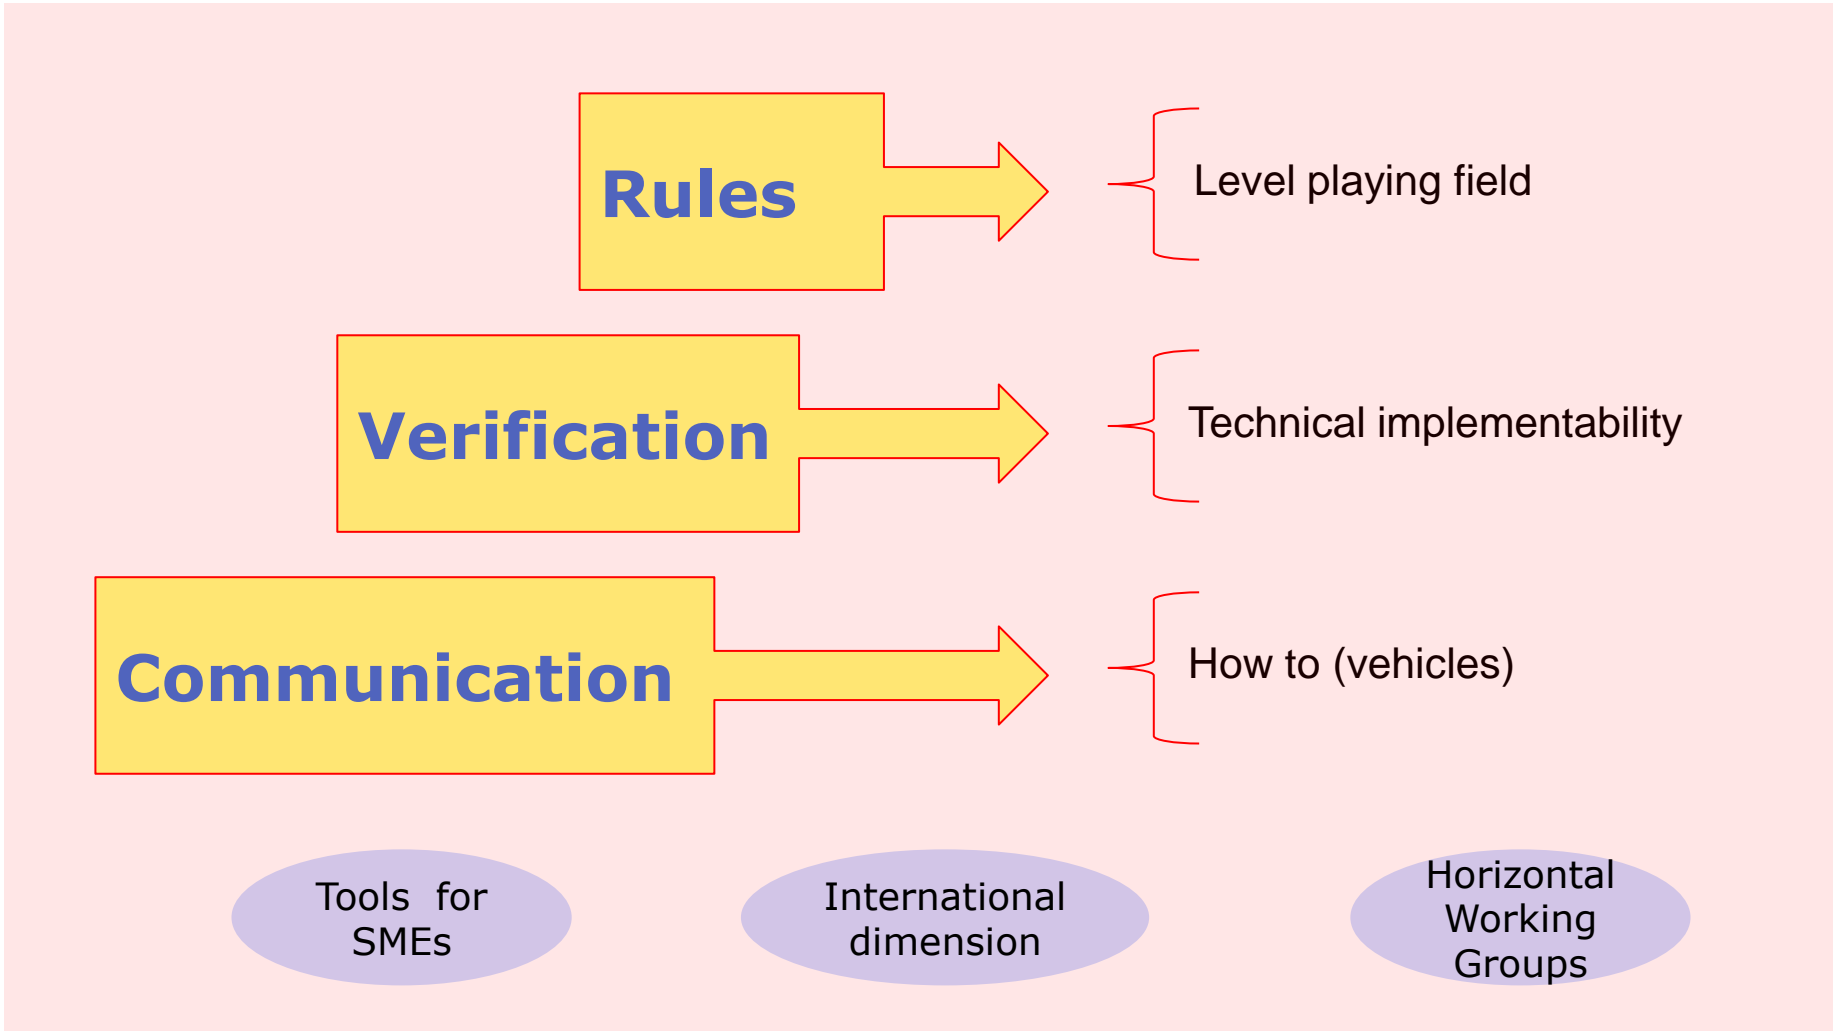 Rules
Level playing field
Verification
Technical implementability
Communication
How to (vehicles)
Tools for
SMEs
International
dimension
Horizontal
Working
Groups